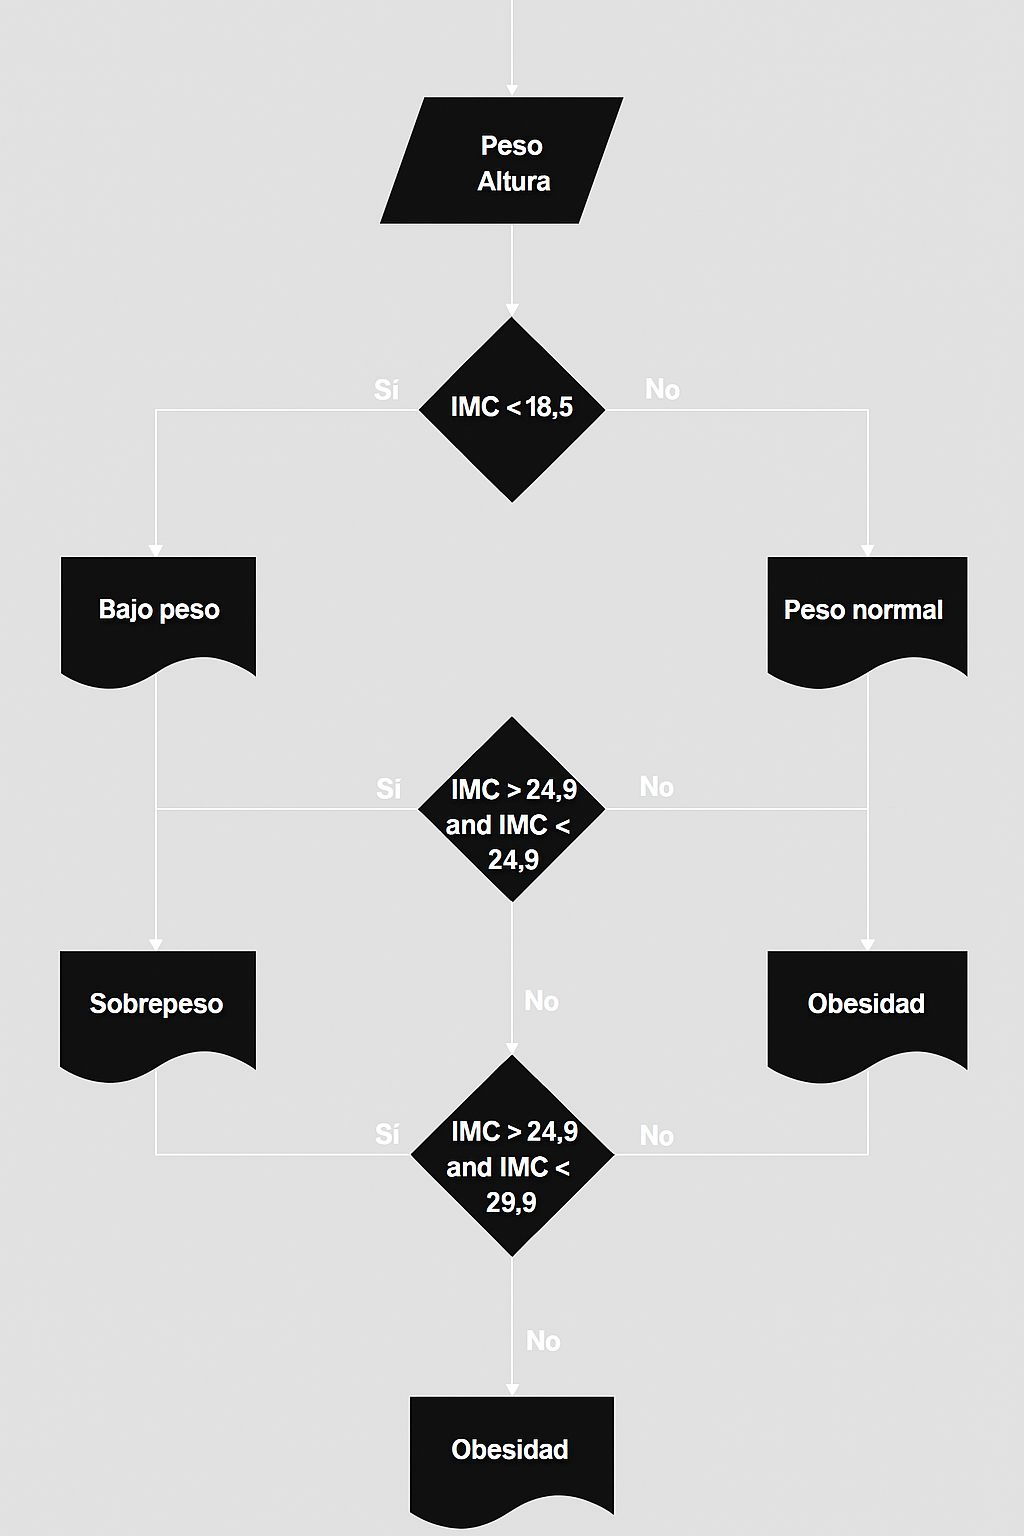 Peso
Altura
Sí
IMC < 18,5
No
Bajo peso
Peso normal
Sí
IMC > 24,9
and IMC <
24,9
No
Sobrepeso
No
Obesidad
Sí
IMC > 24,9
and IMC <
29,9
No
No
Obesidad